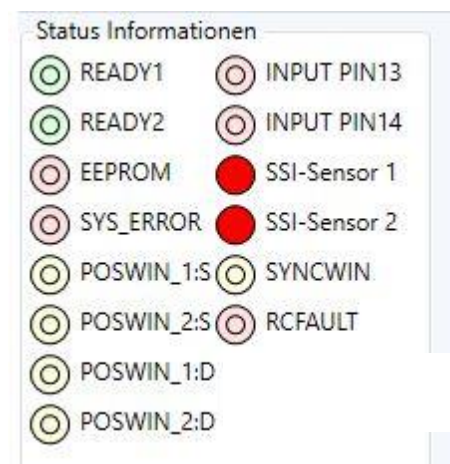 Status Informationen
READY1 INPUT PIN13
READY2 INPUT PIN14
EEPROM SSI-Sensor 1
SYS_ERROR SSI-Sensor 2
POSWIN_1:S SYNCWIN
POSWIN_2:S RCFAULT
POSWIN_1:D
POSWIN_2:D